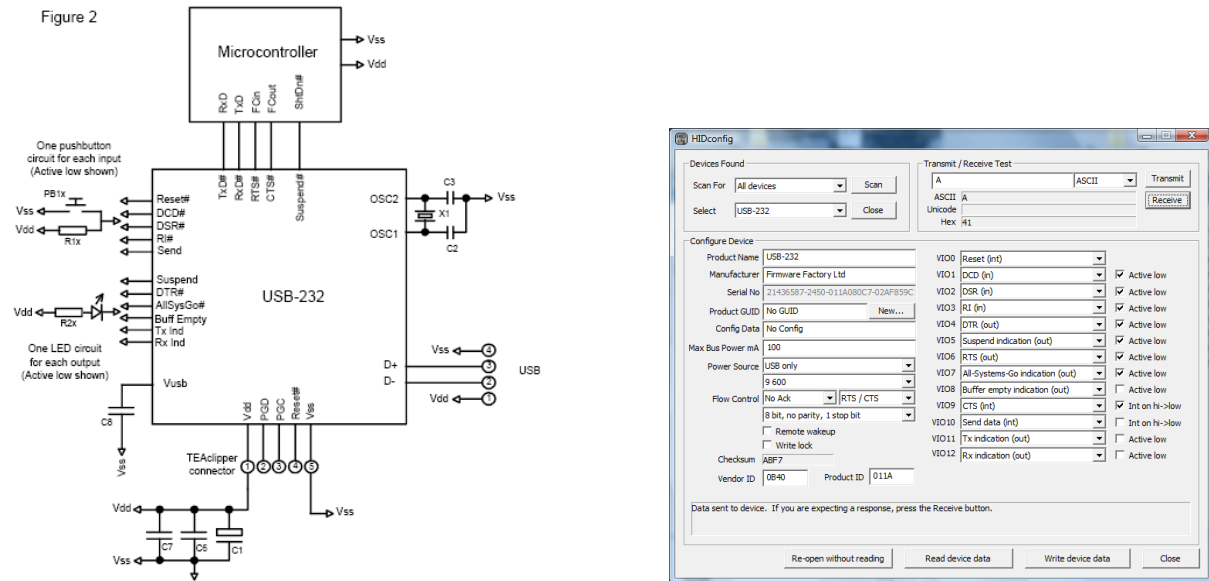 Figure 2
Microcontroller
Vss
Vdd
RxD
TxD
FCin
FCout
ShtDn#
One pushbutton
circuit for each input
(Active low shown)
PB1x
Vss
Vdd
R1x
TxD#
RxD#
RTS#
CTS#
Suspend#
Reset#
DCD#
DSR#
RI#
Send
OSC2
OSC1
C3
X1
C2
Vss
Suspend
DTR#
AllSysGo#
Buff Empty
Tx Ind
Rx Ind
USB-232
Vdd
R2x
One LED circuit
for each output
(Active low shown)
Vusb
C8
Vss
D+
D-
Vss
Vdd
4
3
2
1
USB
Vdd
PGD
PGC
Reset#
Vss
TEAclipper
connector
1 2 3 4 5
Vss
Vdd
C7
C6
C1
Vss
HIDconfig
Devices Found
Scan For All devices Scan
Select USB-232 Close
Transmit / Receive Test
A ASCII Transmit
ASCII A Receive
Unicode
Hex 41
Configure Device
Product Name USB-232
Manufacturer Firmware Factory Ltd
Serial No 21436587-2450-011A080C7-02AF859C
Product GUID No GUID New...
Config Data No Config
Max Bus Power mA 100
Power Source USB only
9 600
Flow Control No Ack RTS / CTS
8 bit, no parity, 1 stop bit
Remote wakeup
Write lock
Checksum ABF7
Vendor ID 0B40 Product ID 011A
VIO0 Reset (int)
VIO1 DCD (in) Active low
VIO2 DSR (in) Active low
VIO3 RI (in) Active low
VIO4 DTR (out) Active low
VIO5 Suspend indication (out) Active low
VIO6 RTS (out) Active low
VIO7 All-Systems-Go indication (out) Active low
VIO8 Buffer empty indication (out) Active low
VIO9 CTS (int) Int on hi->low
VIO10 Send data (int) Int on hi->low
VIO11 Tx indication (out) Active low
VIO12 Rx indication (out) Active low
Data sent to device. If you are expecting a response, press the Receive button.
Re-open without reading
Read device data
Write device data
Close